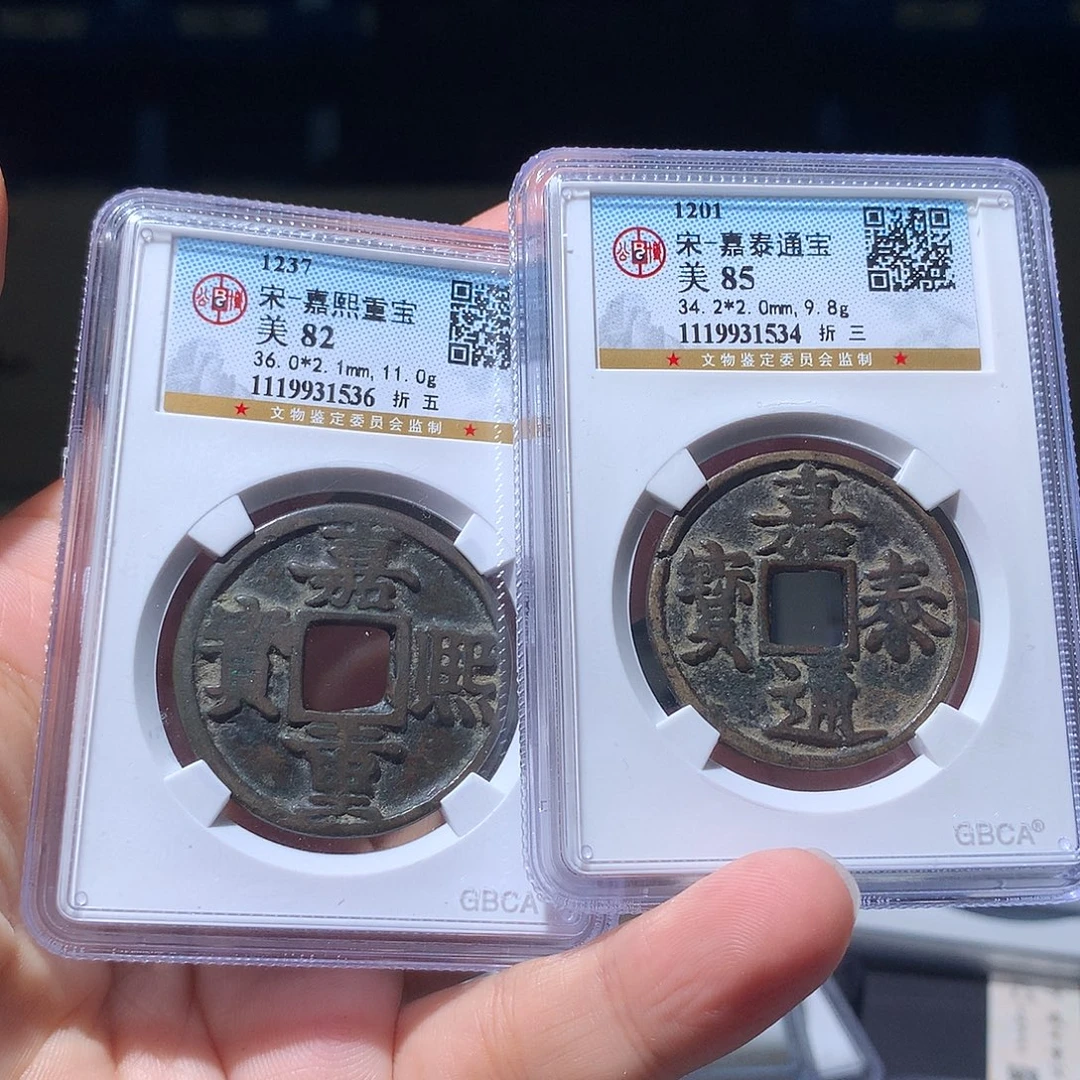 1237
宋-嘉熙重宝
美 82
36.0*2.1mm, 11.0g
1119931536 折五
★ 文物鉴定委员会监制 ★
嘉
寶 熙
重
GBCA
1201
公博
宋-嘉泰通宝
美 85
34.2*2.0mm, 9.8g
1119931534 折三
★ 文物鉴定委员会监制 ★
嘉
寶 泰
通
GBCA®